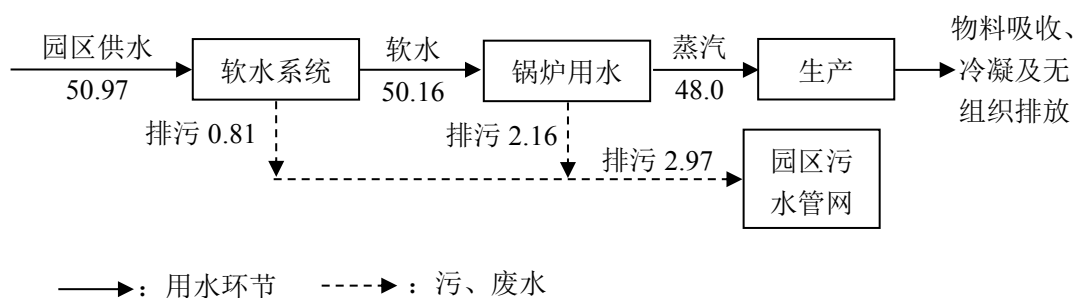 园区供水
50.97
软水系统
软水
50.16
锅炉用水
蒸汽
48.0
生产
物料吸收、
冷凝及无
组织排放
排污 0.81
排污 2.16
排污 2.97
园区污
水管网
：用水环节
：污、废水